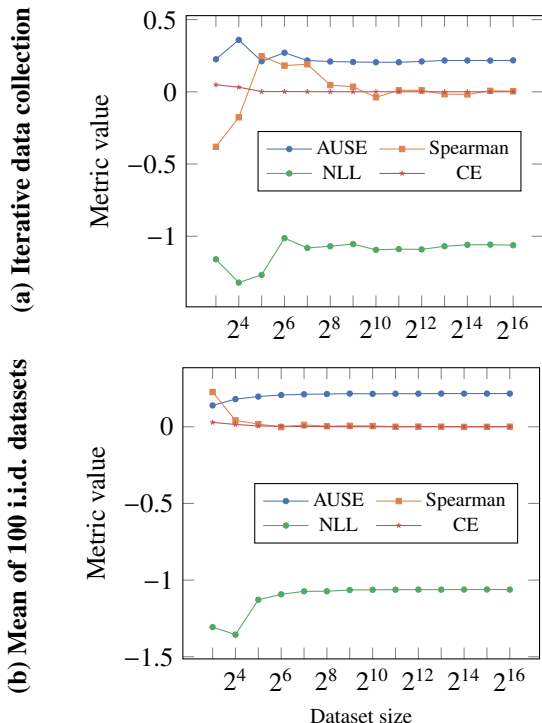 (a) Iterative data collection
Metric value
0.5
0
−0.5
−1
AUSE Spearman
NLL CE
2^4 2^6 2^8 2^10 2^12 2^14 2^16
(b) Mean of 100 i.i.d. datasets
Metric value
0
−0.5
−1
−1.5
AUSE Spearman
NLL CE
2^4 2^6 2^8 2^10 2^12 2^14 2^16
Dataset size